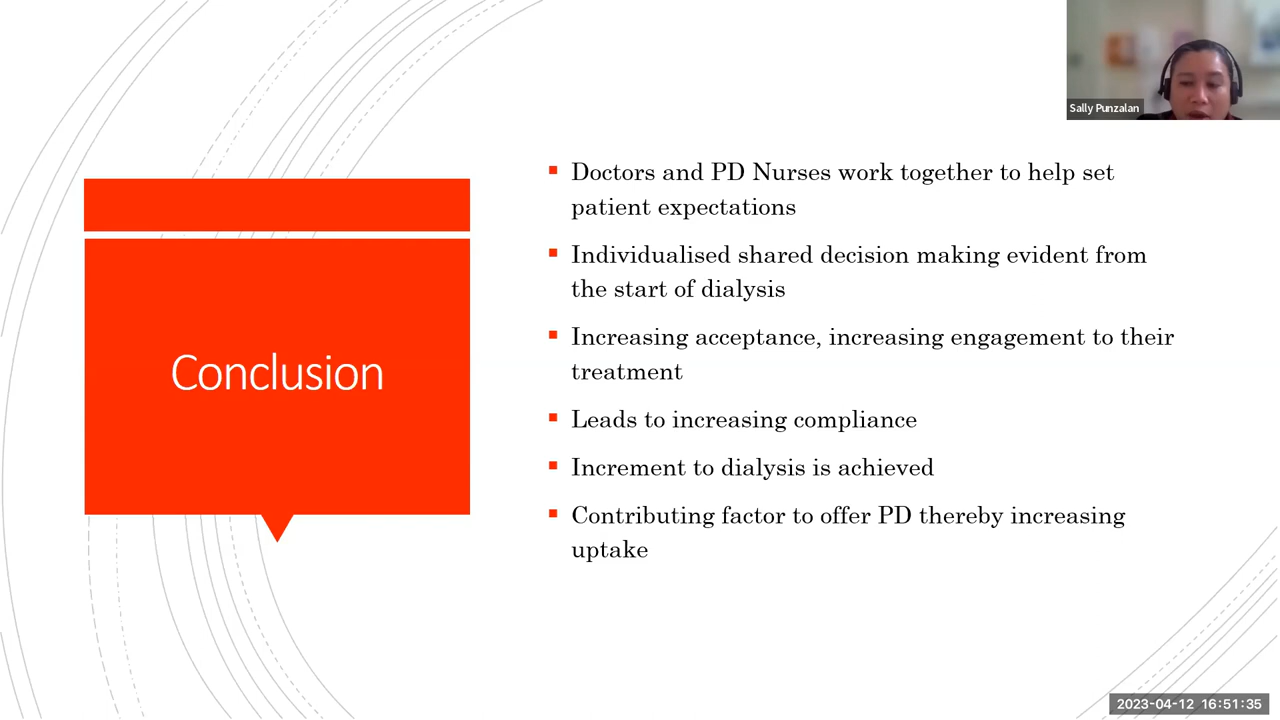 Sally Punzalan
Conclusion
Doctors and PD Nurses work together to help set
patient expectations
Individualised shared decision making evident from
the start of dialysis
Increasing acceptance, increasing engagement to their
treatment
Leads to increasing compliance
Increment to dialysis is achieved
Contributing factor to offer PD thereby increasing
uptake
2023-04-12 16:51:35